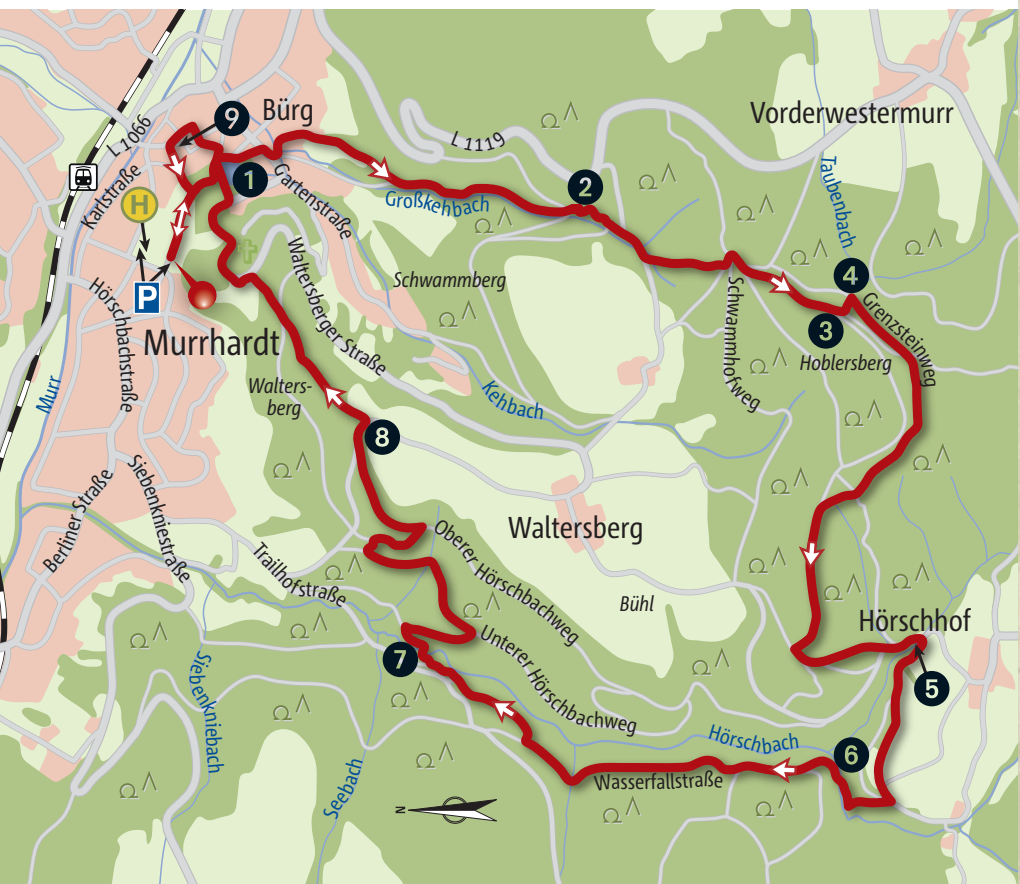 9
Bürg
L 1066
L 1119
Vorderwestermurr
Karlstraße
H
1
Gartenstraße
Großkehbach
2
Taubenbach
P
Waltersberger Straße
Schwammberg
4
Grenzsteinweg
3
Schwammhofweg
Hoblersberg
Hörschbachstraße
Murrhardt
Murr
Walters-
berg
Kehbach
8
Berliner Straße
Siebenkniestraße
Waltersberg
Oberer Hörschbachweg
Trailhofstraße
Bühl
Hörschhof
Unterer Hörschbachweg
7
5
Siebenkniebach
Hörschbach
6
Seebach
Wasserfallstraße
N